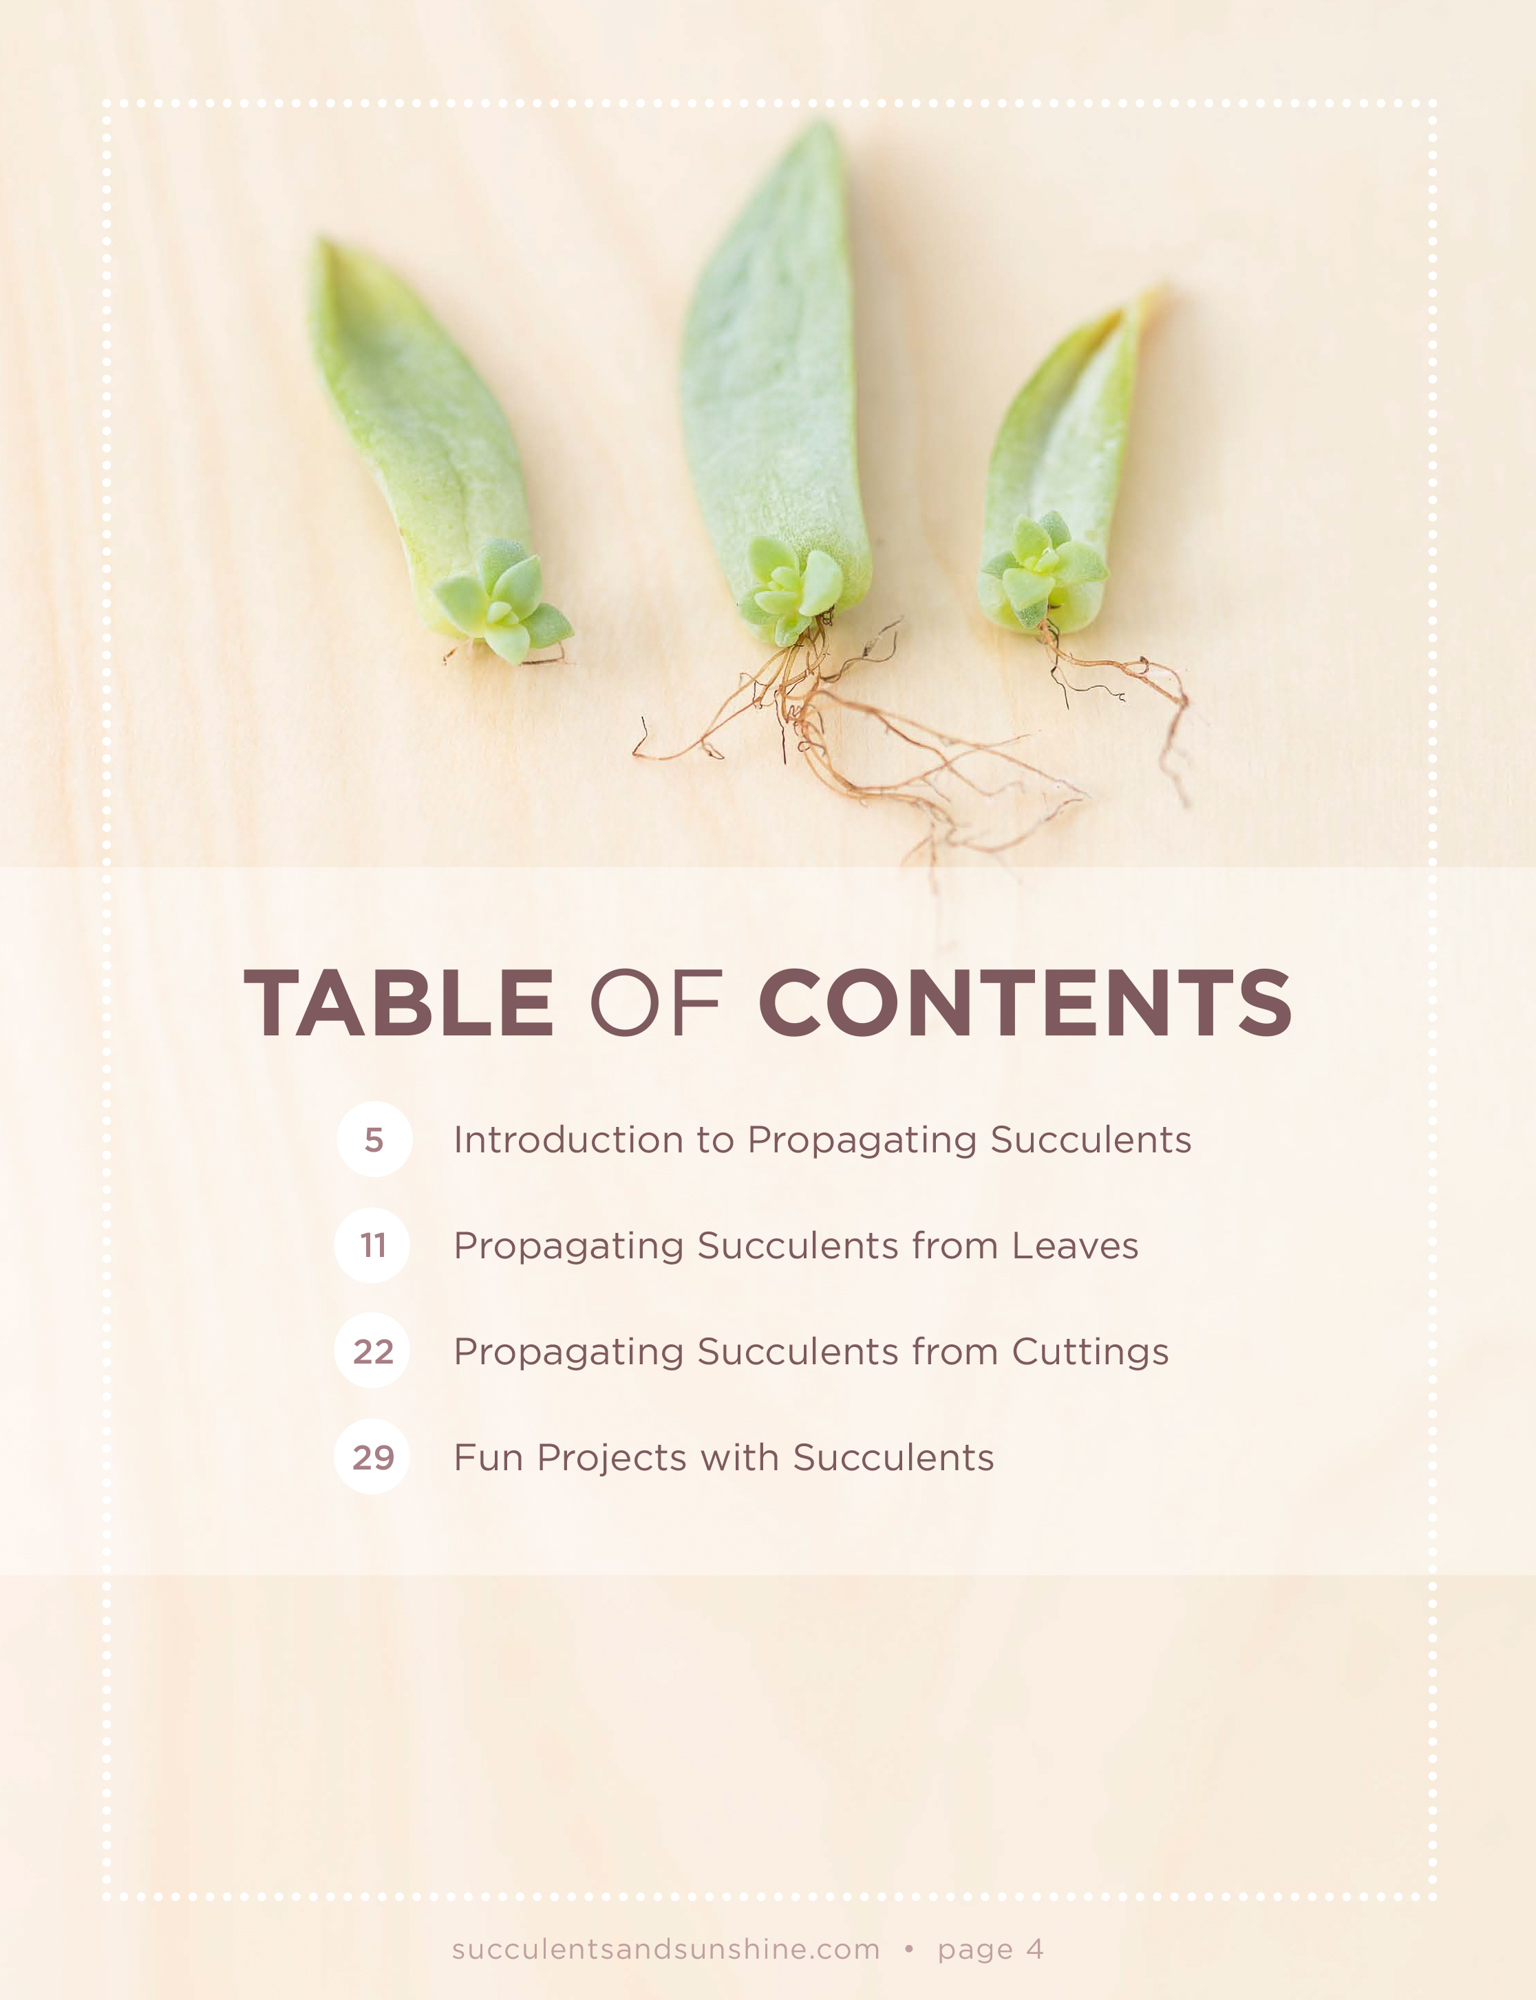 TABLE OF CONTENTS
5 Introduction to Propagating Succulents
11 Propagating Succulents from Leaves
22 Propagating Succulents from Cuttings
29 Fun Projects with Succulents
succulentsandsunshine.com • page 4